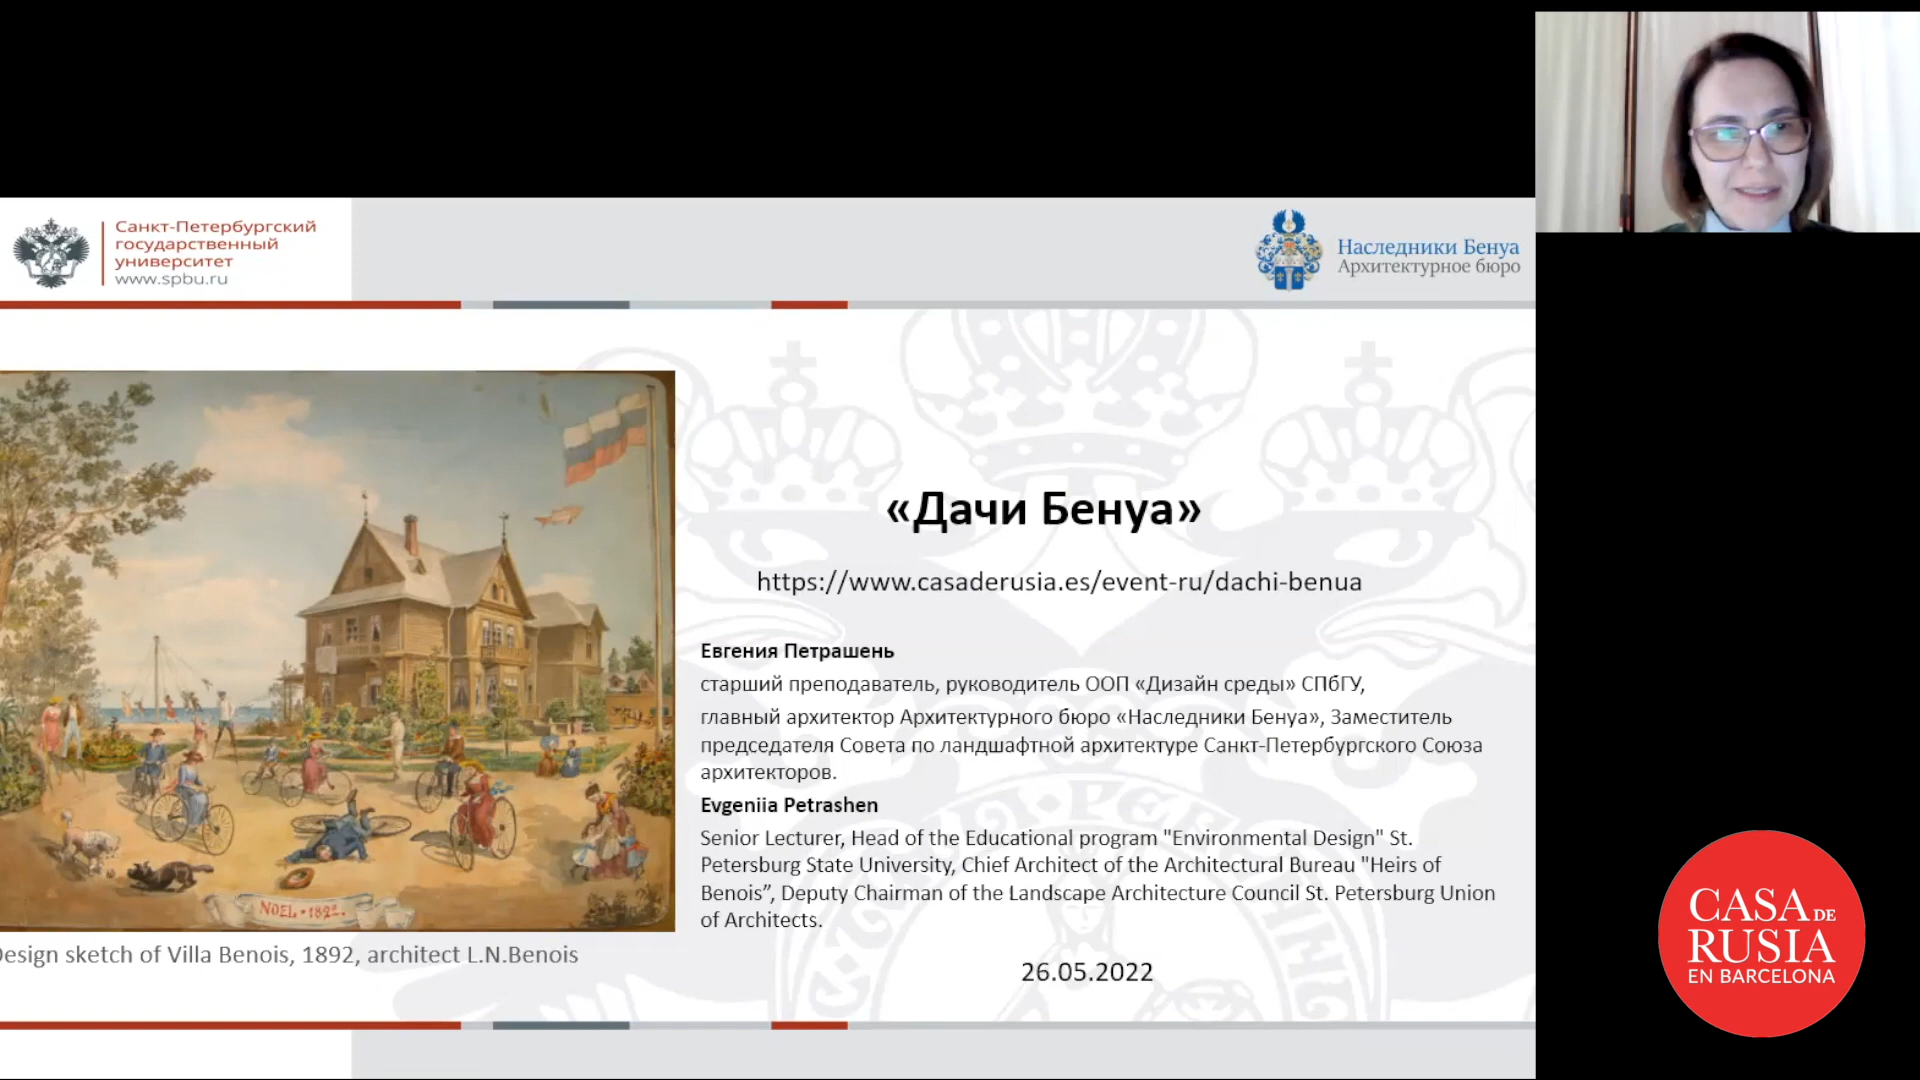 Санкт-Петербургский
государственный
университет
www.spbu.ru
Наследники Бенуа
Архитектурное бюро
«Дачи Бенуа»
https://www.casaderusia.es/event-ru/dachi-benua
Евгения Петрашень
старший преподаватель, руководитель ООП «Дизайн среды» СПбГУ,
главный архитектор Архитектурного бюро «Наследники Бенуа», Заместитель
председателя Совета по ландшафтной архитектуре Санкт-Петербургского Союза
архитекторов.
Evgeniia Petrashen
Senior Lecturer, Head of the Educational program "Environmental Design" St.
Petersburg State University, Chief Architect of the Architectural Bureau "Heirs of
Benois”, Deputy Chairman of the Landscape Architecture Council St. Petersburg Union
of Architects.
26.05.2022
NOEL • 1892.
Design sketch of Villa Benois, 1892, architect L.N.Benois
CASA DE
RUSIA
EN BARCELONA